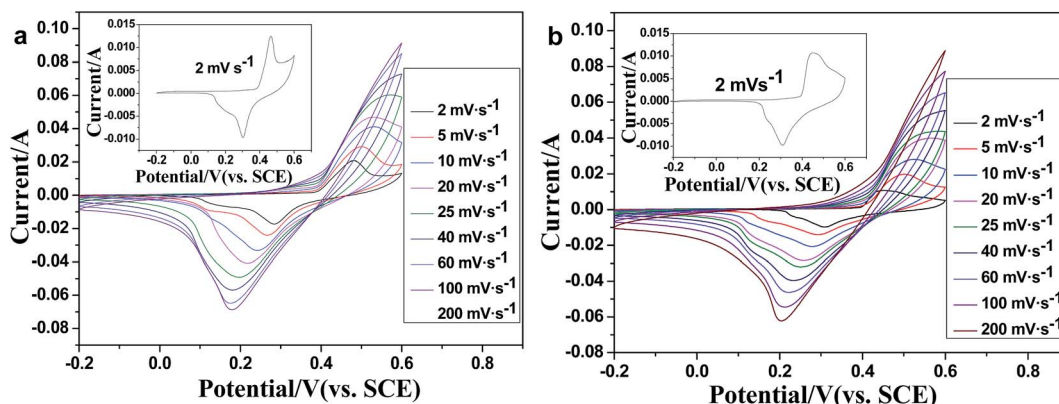 a
0.10
0.08
0.06
0.04
0.02
0.00
-0.02
-0.04
-0.06
-0.08
Current/A
-0.2 0.0 0.2 0.4 0.6 0.8
Potential/V(vs. SCE)
0.015
0.010
0.005
0.000
-0.005
-0.010
Current/A
2 mV s-1
-0.2 0.0 0.2 0.4 0.6
Potential/V(vs. SCE)
2 mV·s-1
5 mV·s-1
10 mV·s-1
20 mV·s-1
25 mV·s-1
40 mV·s-1
60 mV·s-1
100 mV·s-1
200 mV·s-1
b
0.10
0.08
0.06
0.04
0.02
0.00
-0.02
-0.04
-0.06
-0.08
Current/A
-0.2 0.0 0.2 0.4 0.6 0.8
Potential/V(vs. SCE)
0.015
0.010
0.005
0.000
-0.005
-0.010
Current/A
2 mVs-1
-0.2 0.0 0.2 0.4 0.6
Potential/V(vs. SCE)
2 mV·s-1
5 mV·s-1
10 mV·s-1
20 mV·s-1
25 mV·s-1
40 mV·s-1
60 mV·s-1
100 mV·s-1
200 mV·s-1